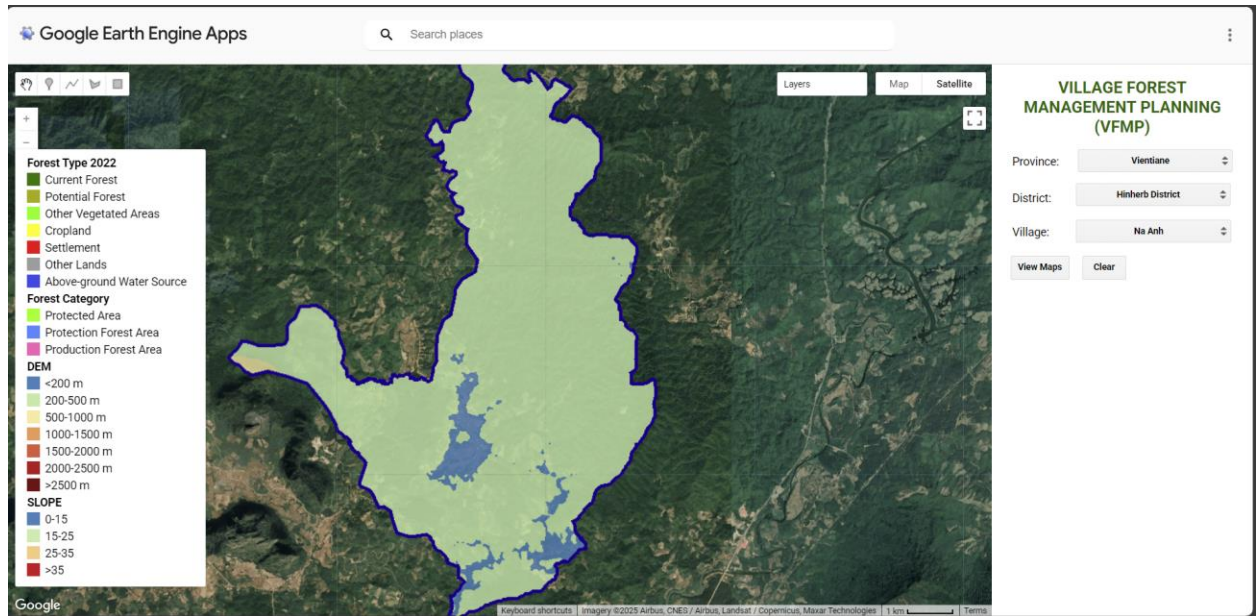 Google Earth Engine Apps
Search places
Layers
Map
Satellite
+
−
Forest Type 2022
Current Forest
Potential Forest
Other Vegetated Areas
Cropland
Settlement
Other Lands
Above-ground Water Source
Forest Category
Protected Area
Protection Forest Area
Production Forest Area
DEM
<200 m
200-500 m
500-1000 m
1000-1500 m
1500-2000 m
2000-2500 m
>2500 m
SLOPE
0-15
15-25
25-35
>35
Google
Keyboard shortcuts
Imagery ©2025 Airbus, CNES / Airbus, Landsat / Copernicus, Maxar Technologies
1 km
Terms
VILLAGE FOREST
MANAGEMENT PLANNING
(VFMP)
Province: Vientiane
District: Hinherb District
Village: Na Anh
View Maps
Clear